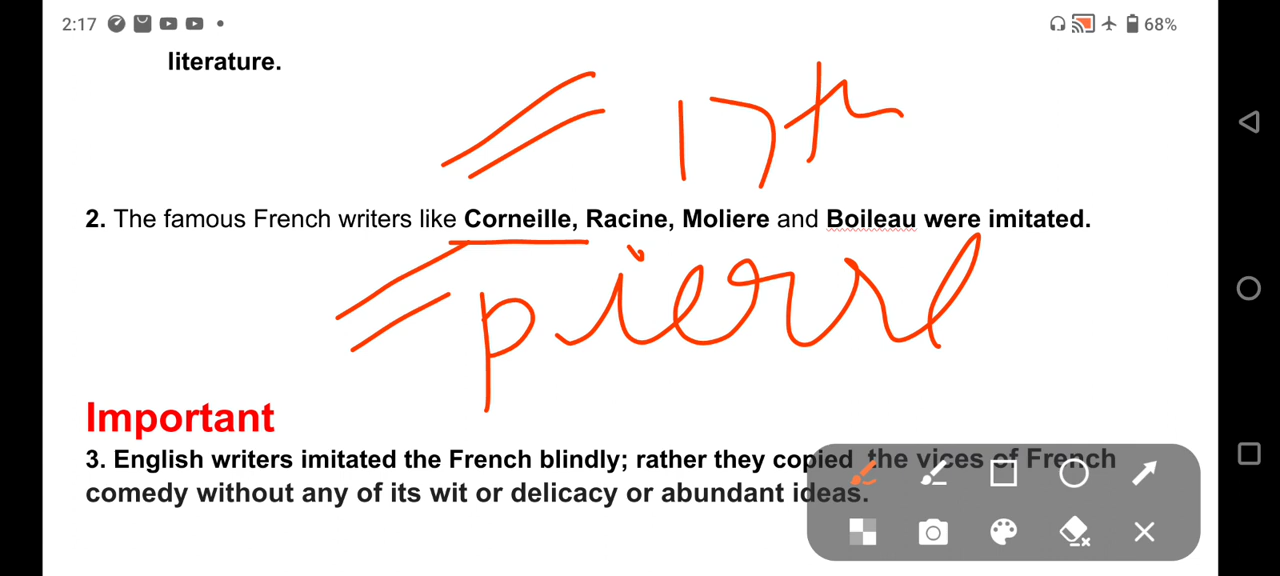 2:17 68%
literature.
= 17th
2. The famous French writers like Corneille, Racine, Moliere and Boileau were imitated.
= pierre
Important
3. English writers imitated the French blindly; rather they copied the vices of French
comedy without any of its wit or delicacy or abundant ideas.